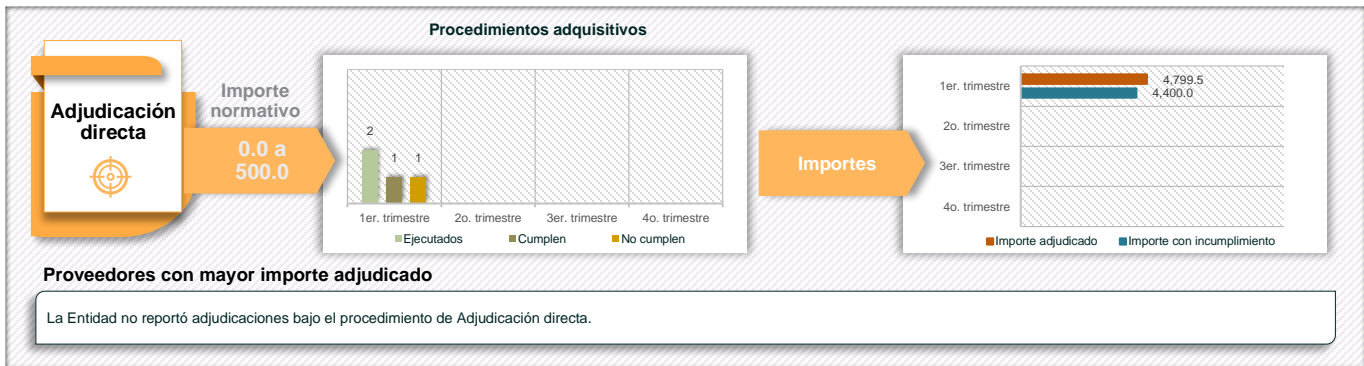 Procedimientos adquisitivos
Adjudicación
directa
Importe
normativo
0.0 a
500.0
2
1
1
1er. trimestre
2o. trimestre
3er. trimestre
4o. trimestre
Ejecutados
Cumplen
No cumplen
Importes
1er. trimestre
4,799.5
4,400.0
2o. trimestre
3er. trimestre
4o. trimestre
Importe adjudicado
Importe con incumplimiento
Proveedores con mayor importe adjudicado
La Entidad no reportó adjudicaciones bajo el procedimiento de Adjudicación directa.